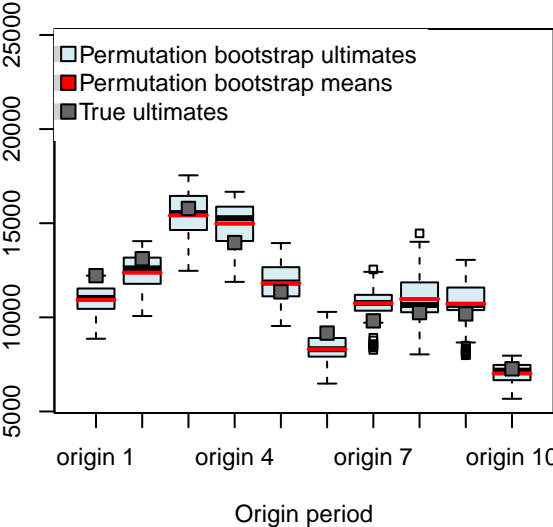 25000
20000
15000
10000
5000
Permutation bootstrap ultimates
Permutation bootstrap means
True ultimates
origin 1 origin 4 origin 7 origin 10
Origin period